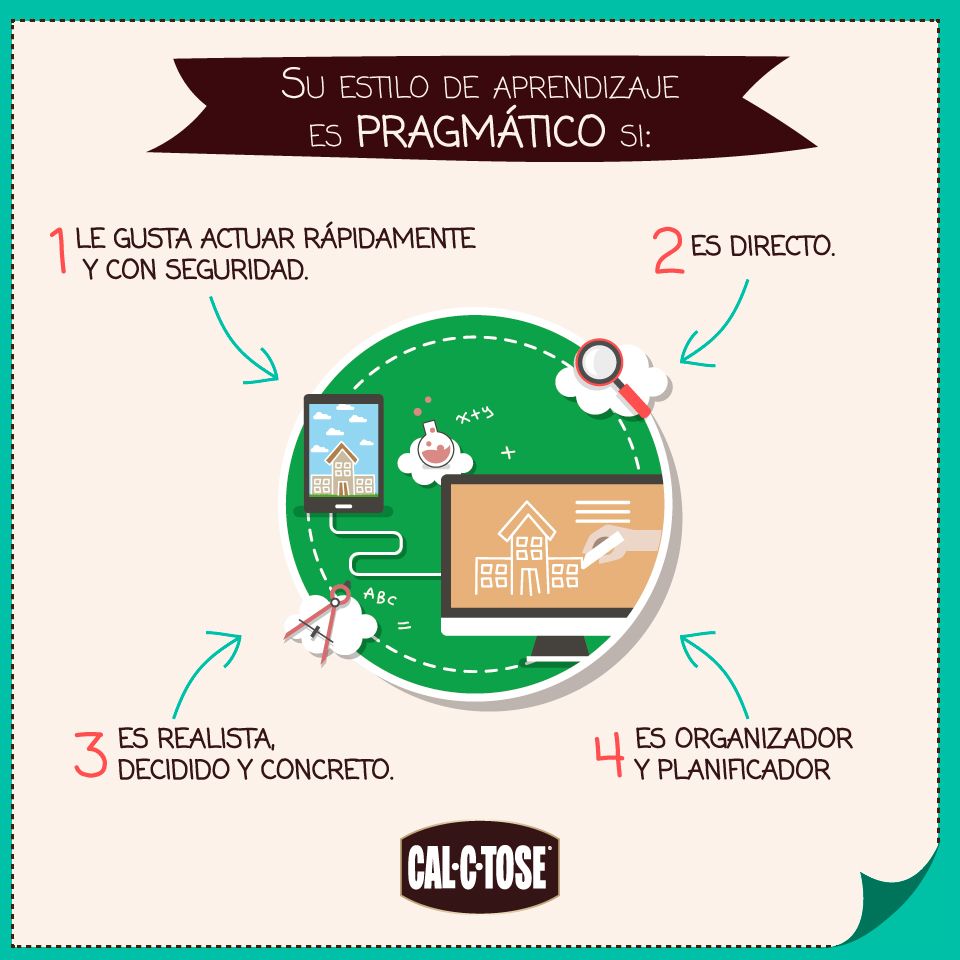 SU ESTILO DE APRENDIZAJE
ES PRAGMÁTICO SI:
1 LE GUSTA ACTUAR RÁPIDAMENTE
Y CON SEGURIDAD.
2 ES DIRECTO.
x+y
+
ABC
=
3 ES REALISTA,
DECIDIDO Y CONCRETO.
4 ES ORGANIZADOR
Y PLANIFICADOR
CAL·C·TOSE®